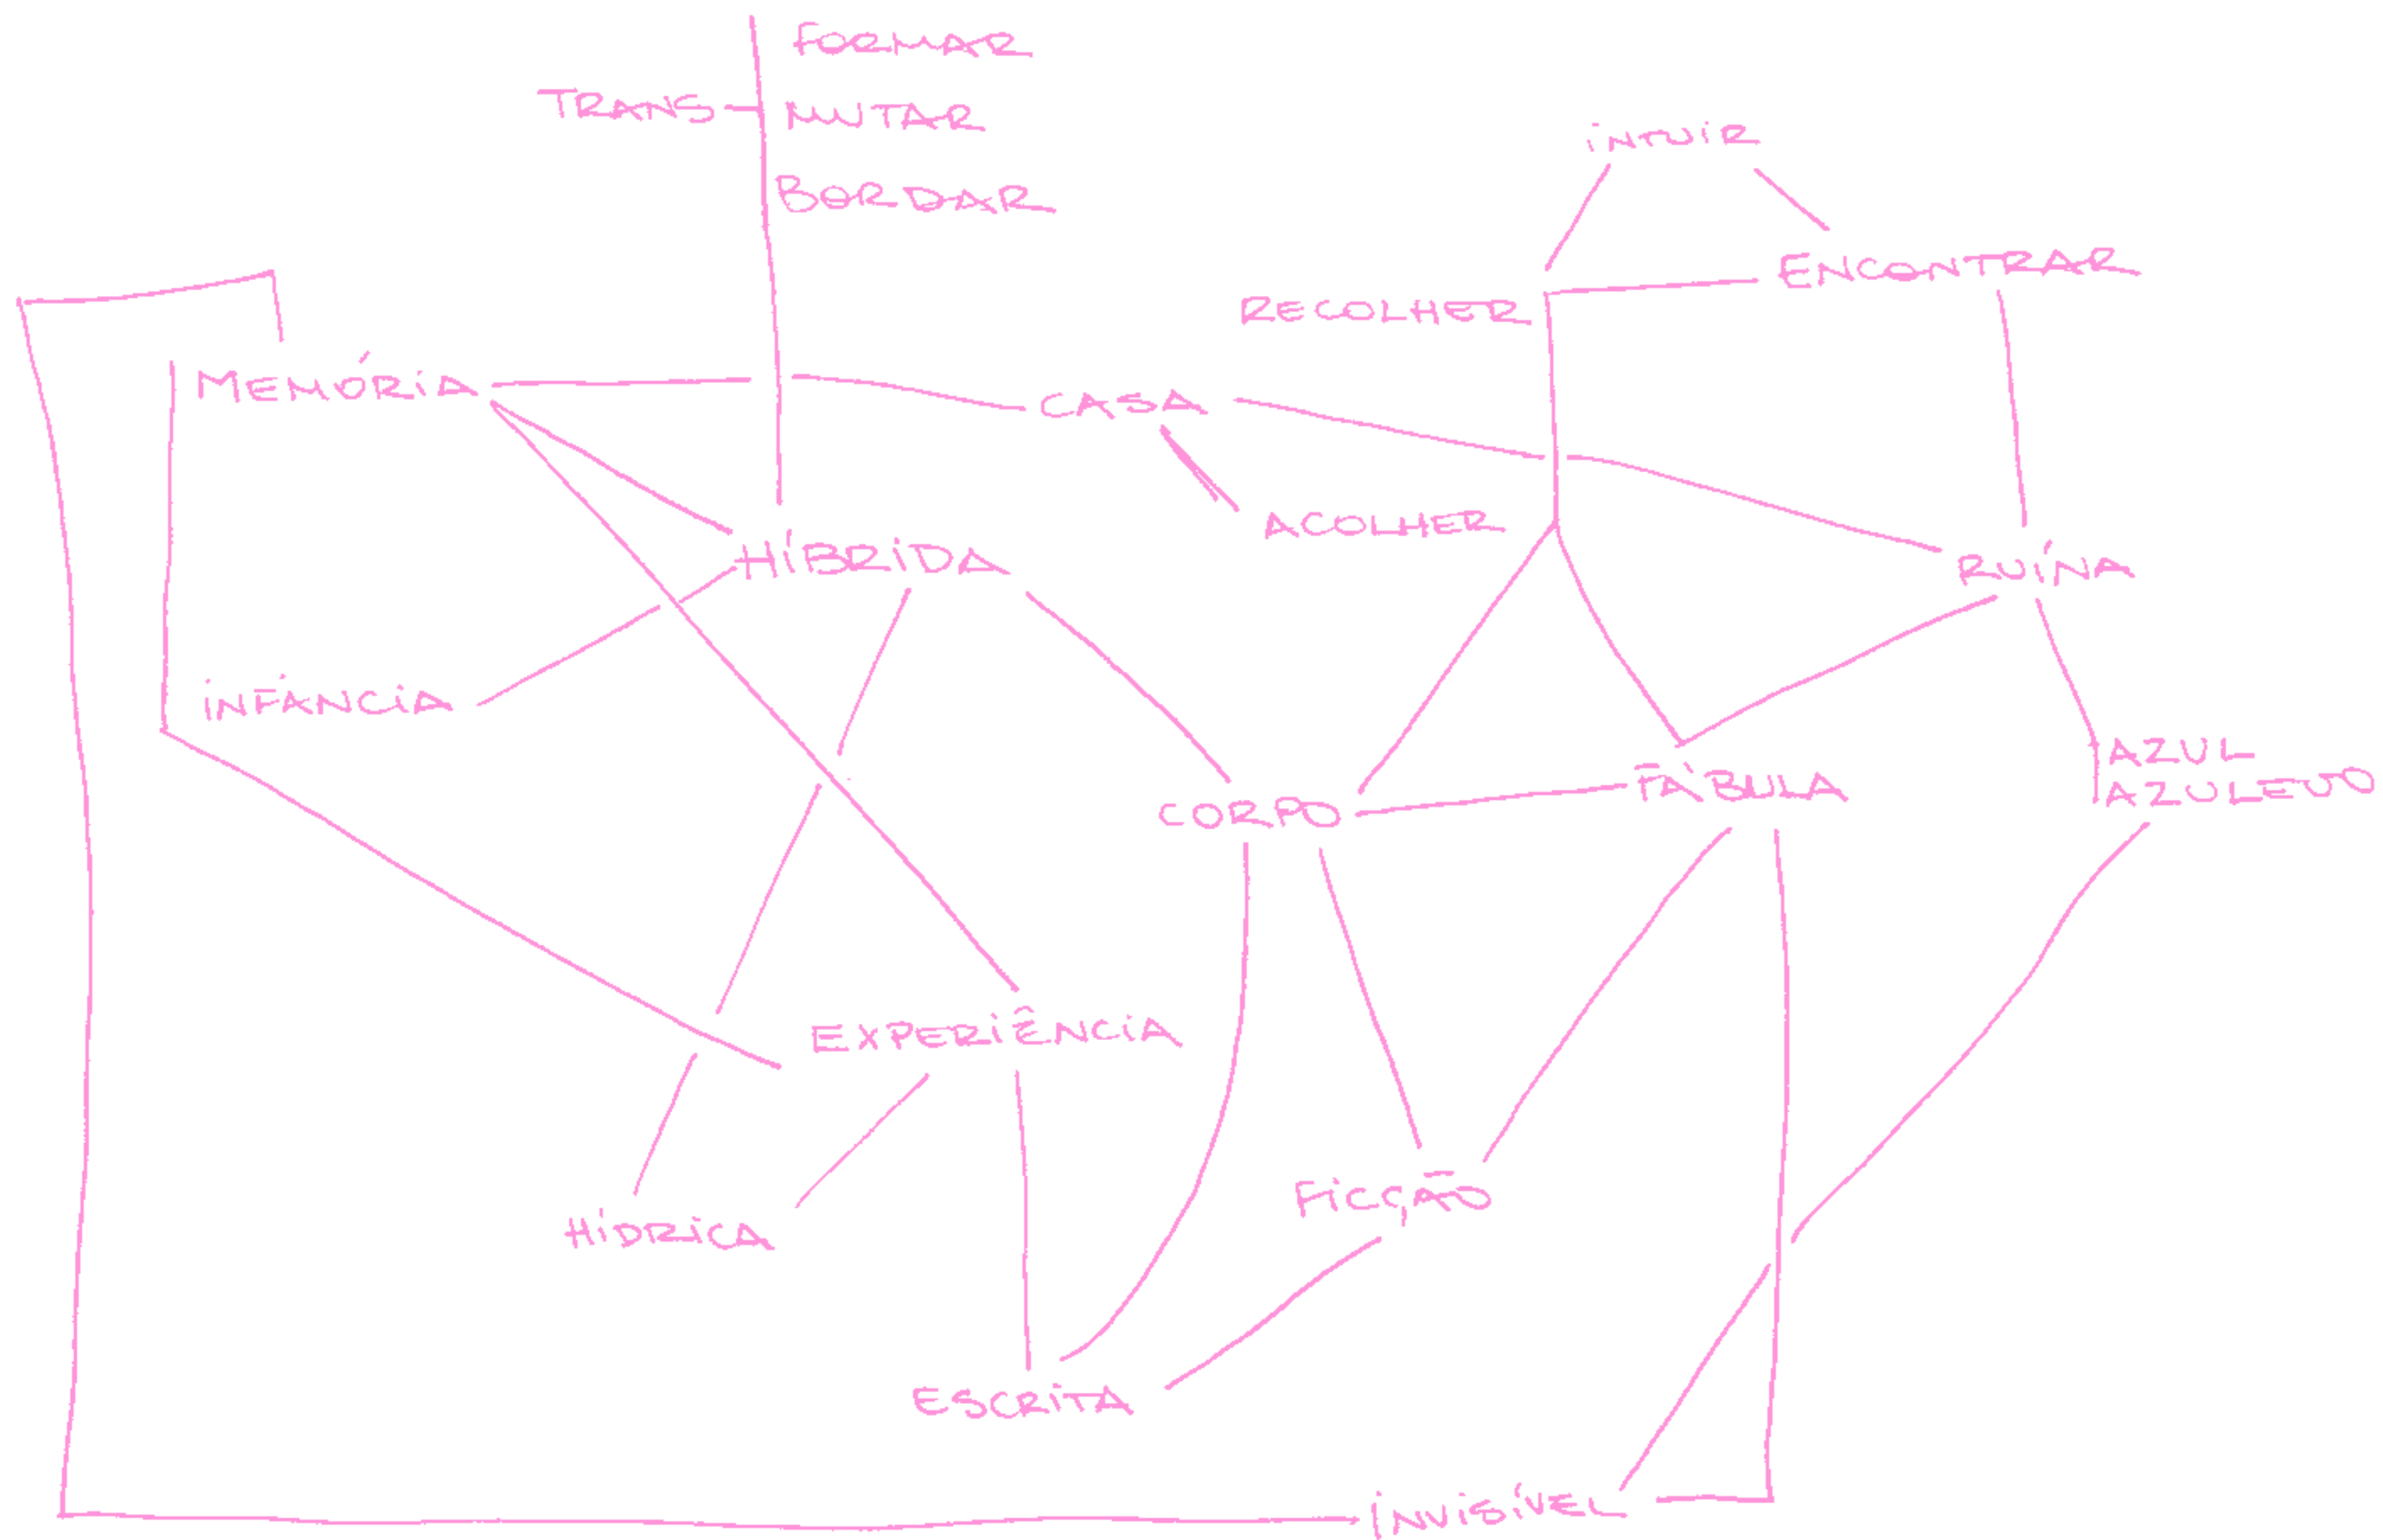 FORMAR
TRANS MUTAR
BORDAR
iNTUiR
ENCONTRAR
RECOLHER
MEMÓRiA
CASA
ACOLHER
HÍBRiDA
RUÍNA
iNFÂNCiA
AZUL
AZULEJO
CORPO
FÁBULA
EXPERiÊNCiA
FiCÇÃO
HÍDRiCA
ESCRiTA
iNViSÍVEL